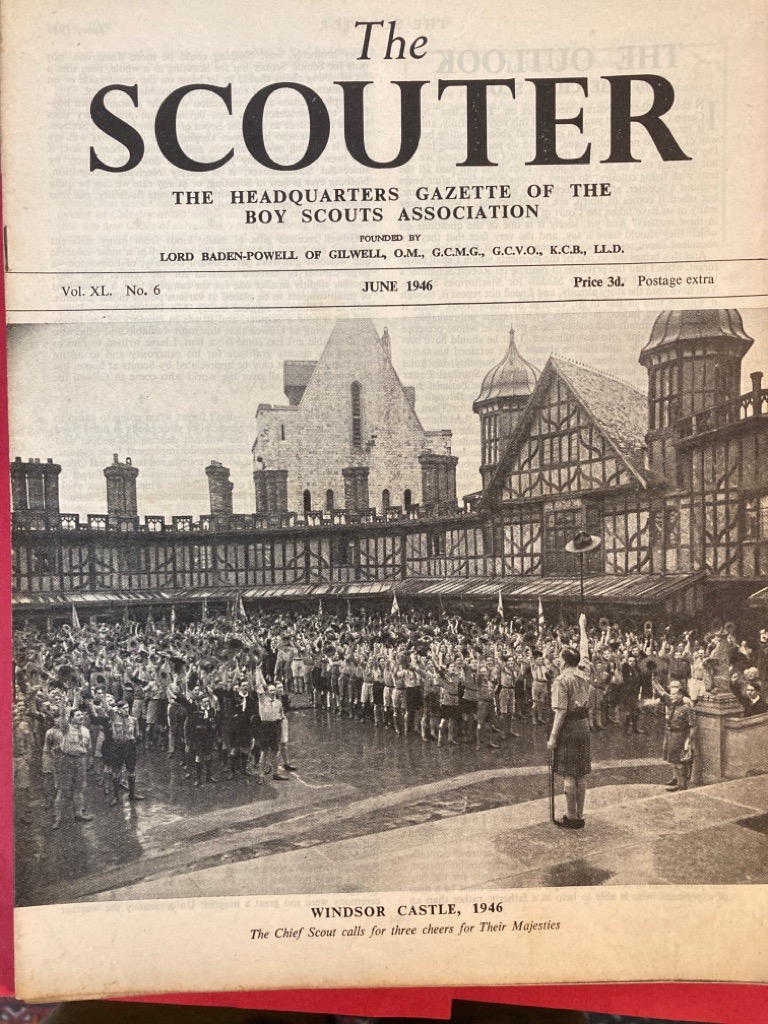 The
SCOUTER
THE HEADQUARTERS GAZETTE OF THE
BOY SCOUTS ASSOCIATION
FOUNDED BY
LORD BADEN-POWELL OF GILWELL, O.M., G.C.M.G., G.C.V.O., K.C.B., LL.D.
Vol. XL. No. 6 JUNE 1946 Price 3d. Postage extra
WINDSOR CASTLE, 1946
The Chief Scout calls for three cheers for Their Majesties